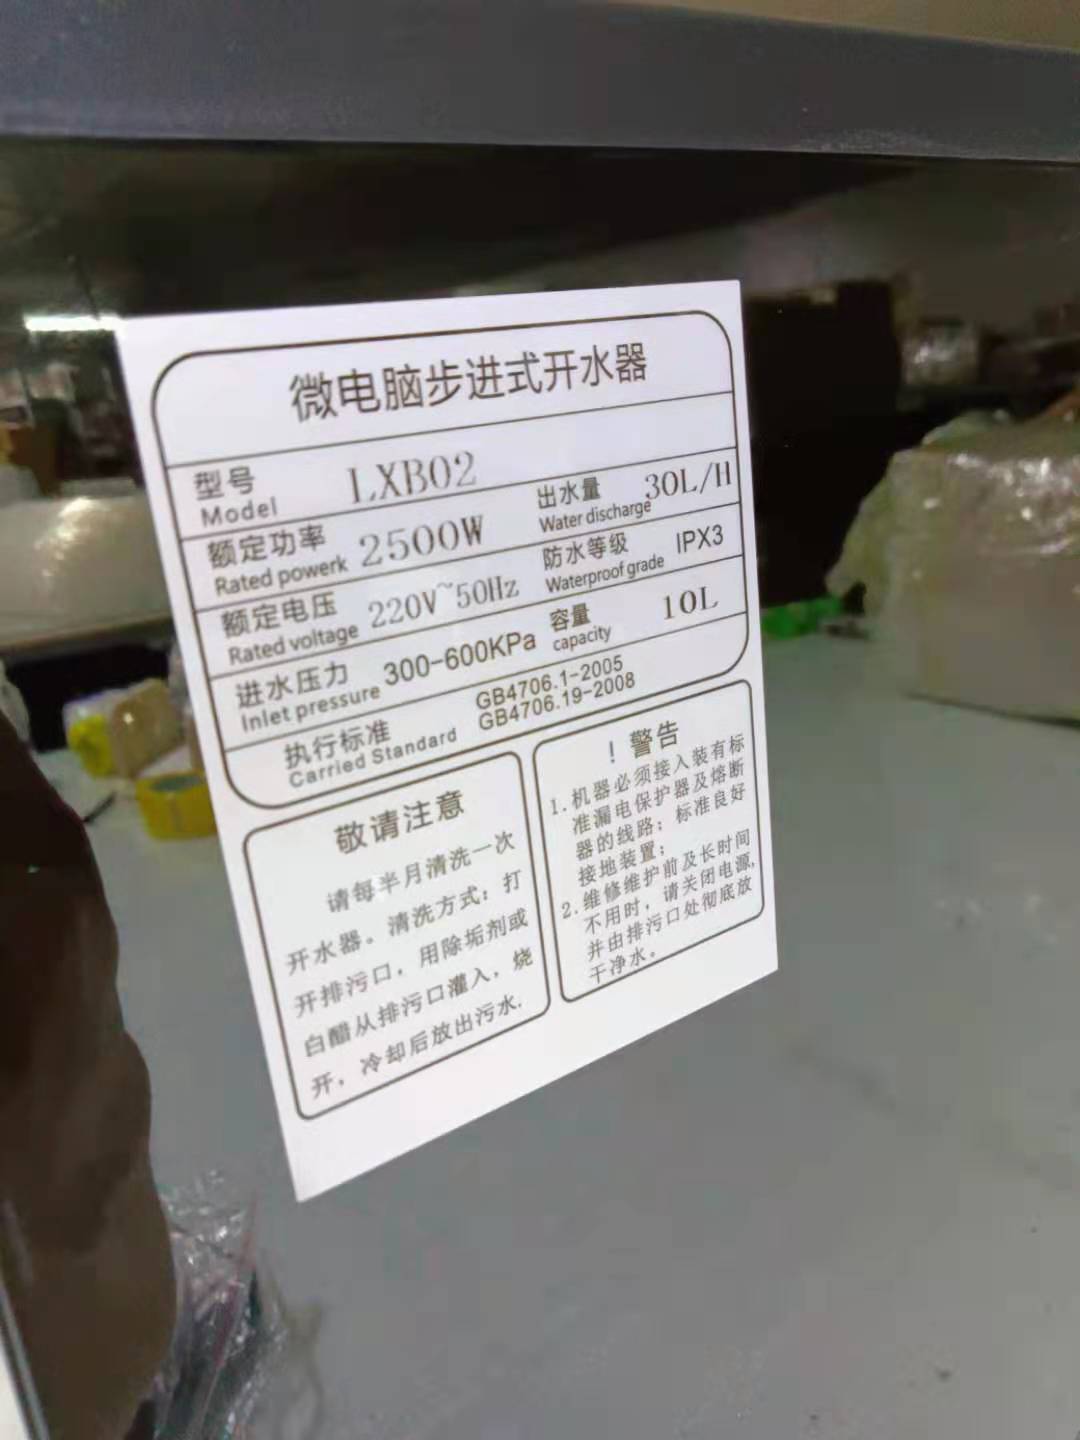 微电脑步进式开水器
型号 LXB02
Model
额定功率 2500W 出水量 30L/H
Rated powerk Water discharge
额定电压 220V~50Hz 防水等级 IPX3
Rated voltage Waterproof grade
进水压力 300-600KPa 容量 10L
Inlet pressure capacity
执行标准 GB4706.1-2005
Carried Standard GB4706.19-2008
敬请注意
请每半月清洗一次
开水器。清洗方式：打
开排污口，用除垢剂或
白醋从排污口灌入，烧
开，冷却后放出污水.
！警告
1.机器必须接入装有标
准漏电保护器及熔断
器的线路；标准良好
接地装置；
2.维修维护前及长时间
不用时，请关闭电源,
并由排污口处彻底放
干净水。